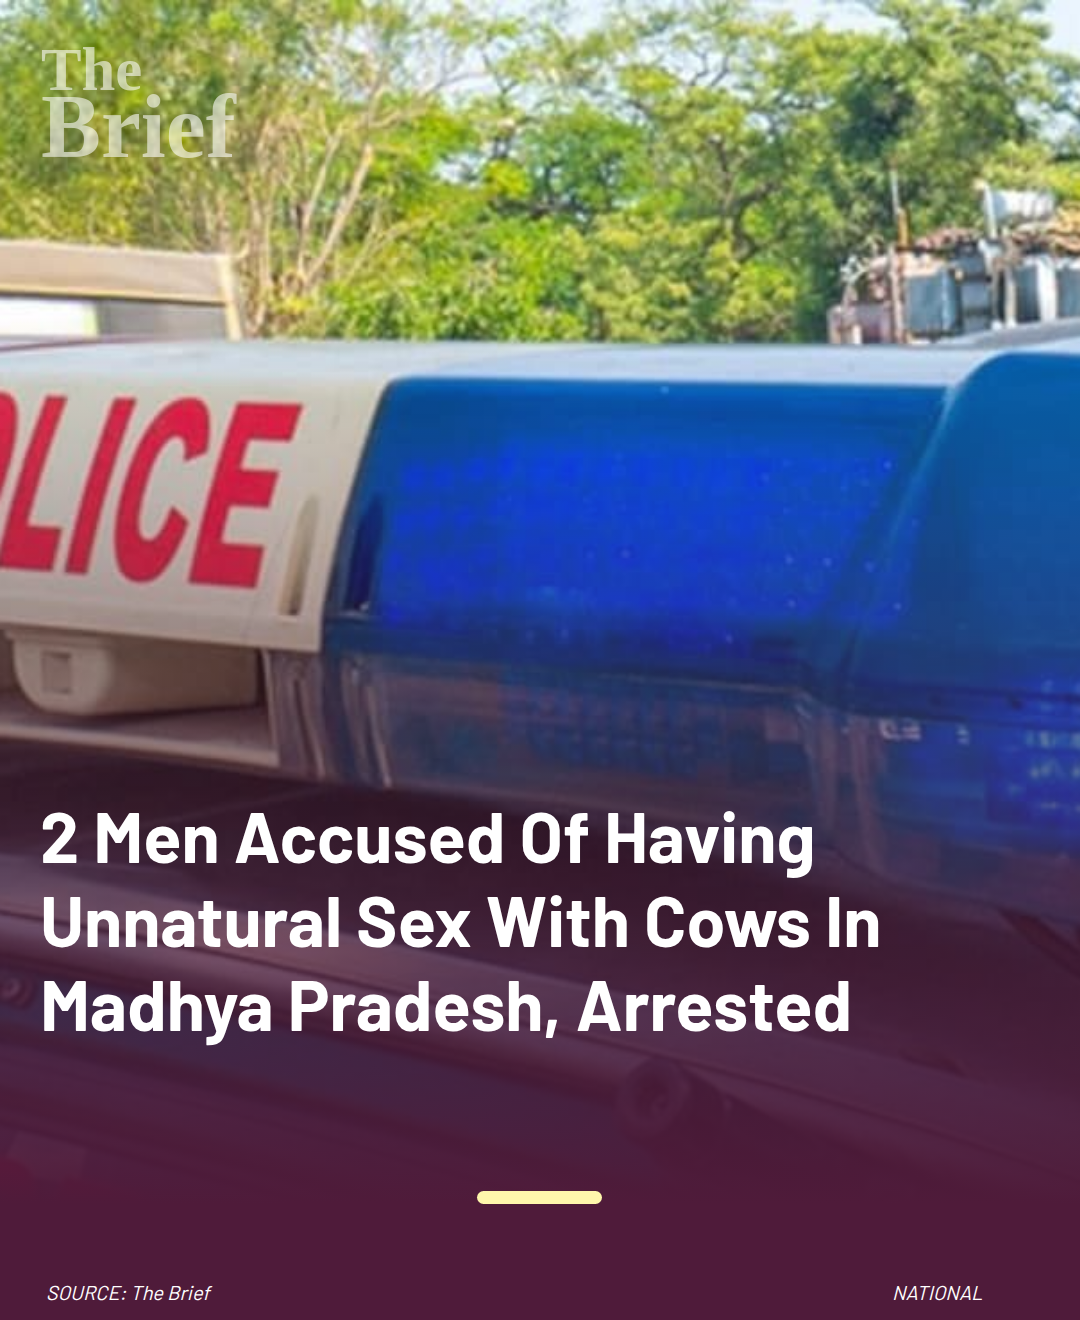 The
Brief
OLICE
2 Men Accused Of Having
Unnatural Sex With Cows In
Madhya Pradesh, Arrested
SOURCE: The Brief
NATIONAL